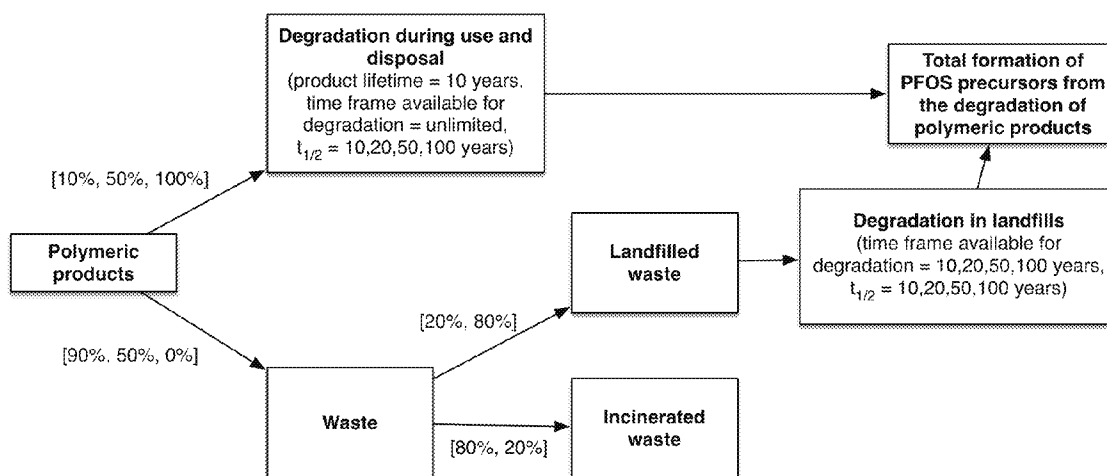 Degradation during use and
disposal
(product lifetime = 10 years,
time frame available for
degradation = unlimited,
t1/2 = 10,20,50,100 years)
Total formation of
PFOS precursors from
the degradation of
polymeric products
[10%, 50%, 100%]
Polymeric
products
Landfilled
waste
Degradation in landfills
(time frame available for
degradation = 10,20,50,100 years,
t1/2 = 10,20,50,100 years)
[20%, 80%]
[90%, 50%, 0%]
Waste
Incinerated
waste
[80%, 20%]